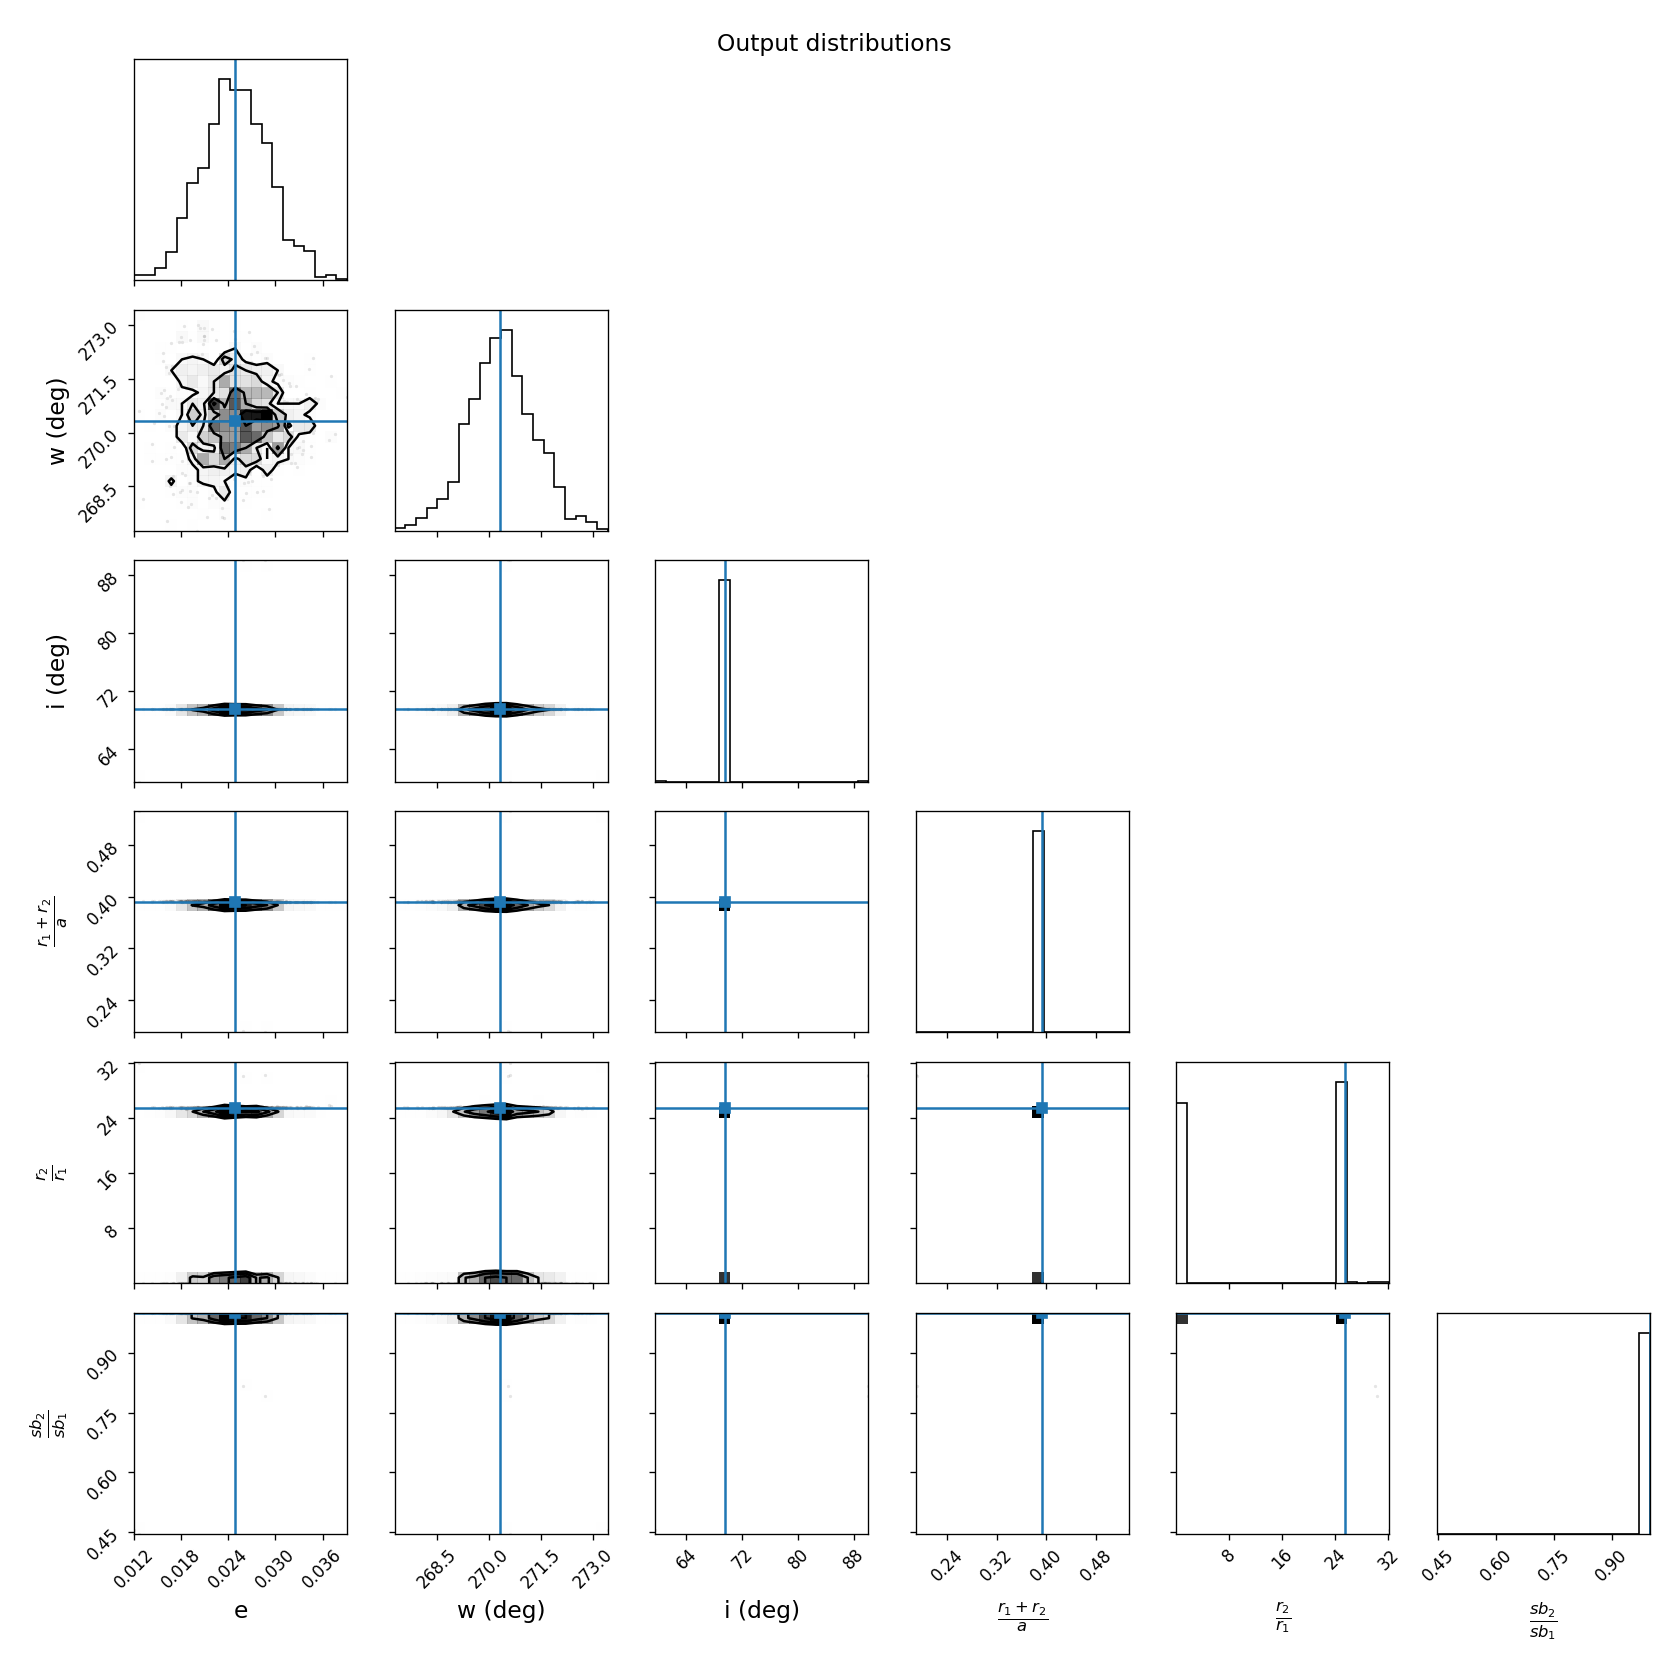 Output distributions
w (deg)
273.0
271.5
270.0
268.5
i (deg)
88
80
72
64
r₁ + r₂
a
0.48
0.40
0.32
0.24
r₂
r₁
32
24
16
8
sb₂
sb₁
0.90
0.75
0.60
0.45
0.012 0.018 0.024 0.030 0.036 268.5 270.0 271.5 273.0 64 72 80 88 0.24 0.32 0.40 0.48 8 16 24 32 0.45 0.60 0.75 0.90
e w (deg) i (deg)
r₁ + r₂
a
r₂
r₁
sb₂
sb₁